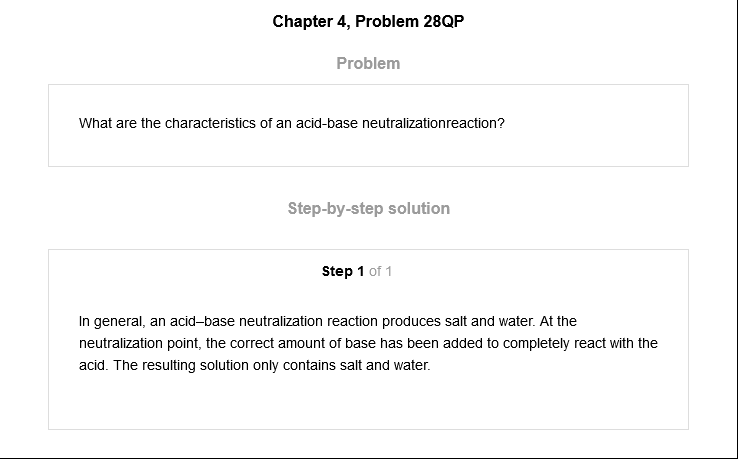 Chapter 4, Problem 28QP
Problem
What are the characteristics of an acid-base neutralizationreaction?
Step-by-step solution
Step 1 of 1
In general, an acid–base neutralization reaction produces salt and water. At the
neutralization point, the correct amount of base has been added to completely react with the
acid. The resulting solution only contains salt and water.